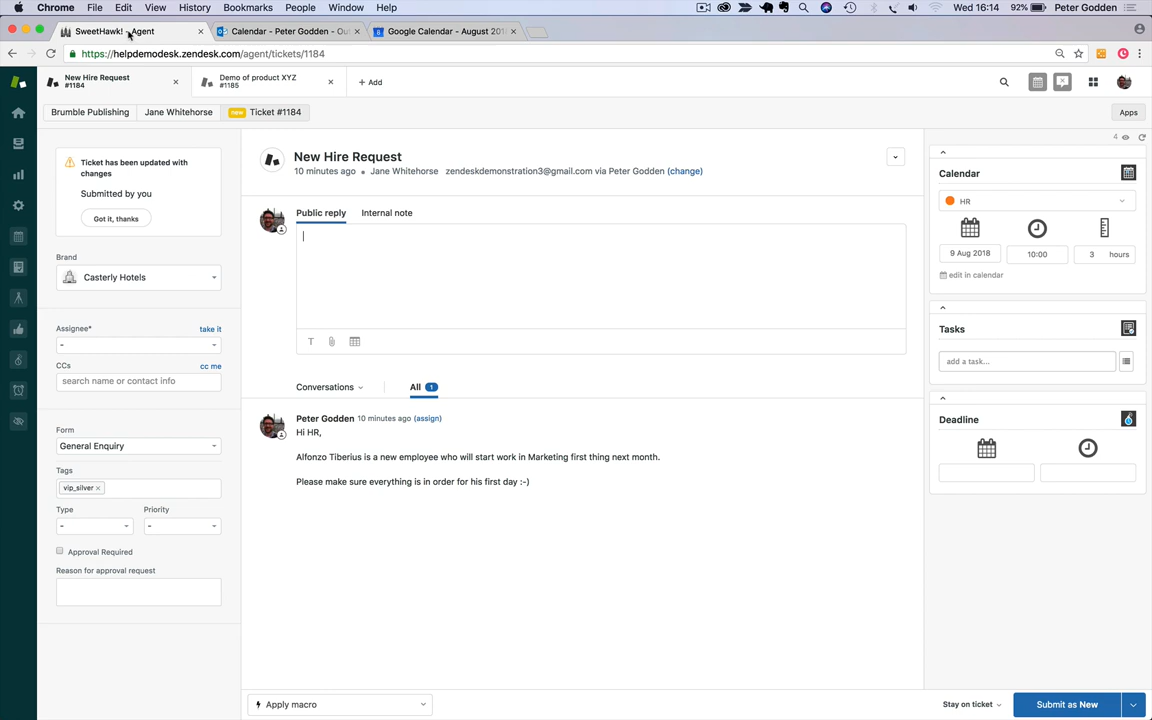 Chrome File Edit View History Bookmarks People Window Help Wed 16:14 92% Peter Godden
SweetHawk! - Agent
Calendar - Peter Godden - Ou
Google Calendar - August 201
https://helpdemodesk.zendesk.com/agent/tickets/1184
New Hire Request
#1184
Demo of product XYZ
#1185
+ Add
Brumble Publishing
Jane Whitehorse
new Ticket #1184
Apps
4
Ticket has been updated with
changes
Submitted by you
Got it, thanks
Brand
Casterly Hotels
Assignee*
take it
-
CCs
cc me
search name or contact info
Form
General Enquiry
Tags
vip_silver ×
Type
Priority
-
-
Approval Required
Reason for approval request
New Hire Request
10 minutes ago • Jane Whitehorse zendeskdemonstration3@gmail.com via Peter Godden (change)
Public reply
Internal note
T
Conversations
All 1
Peter Godden 10 minutes ago (assign)
Hi HR,
Alfonzo Tiberius is a new employee who will start work in Marketing first thing next month.
Please make sure everything is in order for his first day :-)
Calendar
HR
9 Aug 2018
10:00
3 hours
edit in calendar
Tasks
add a task...
Deadline
Apply macro
Stay on ticket
Submit as New